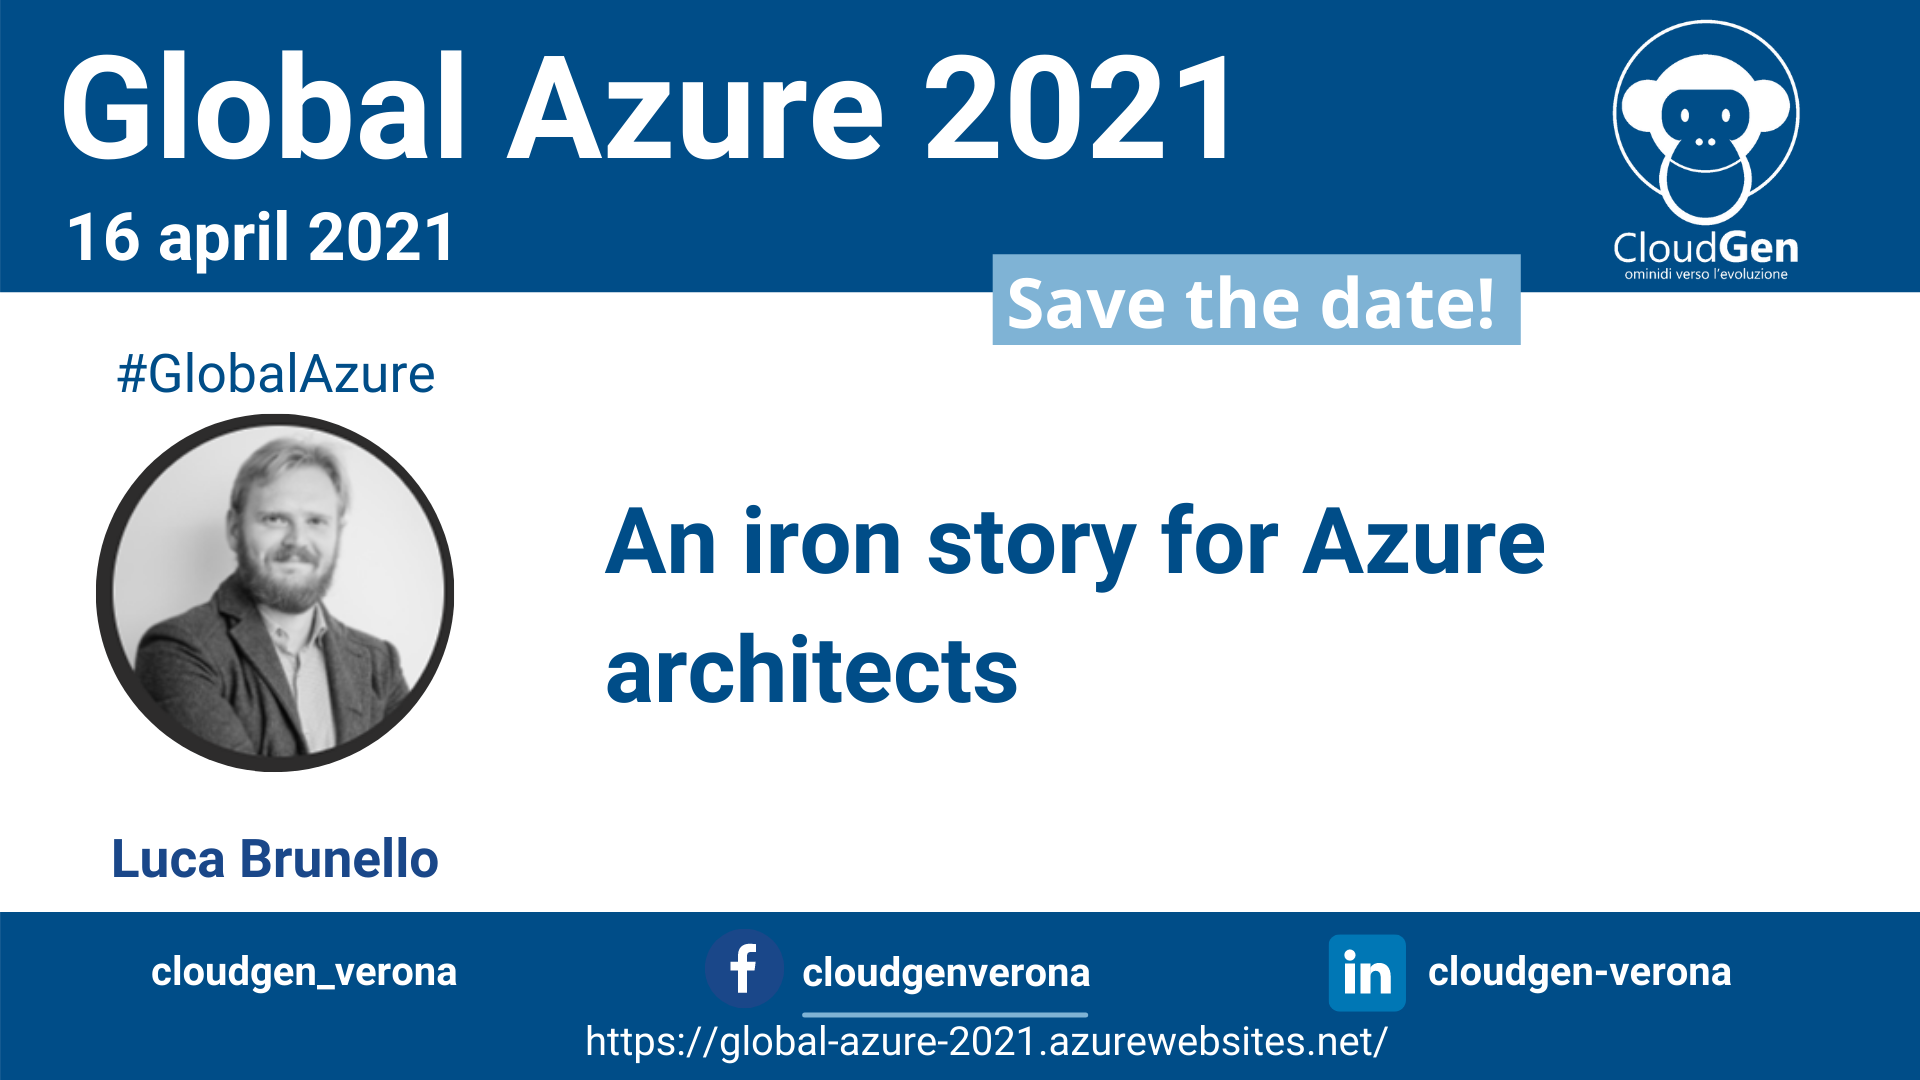 Global Azure 2021
16 april 2021
CloudGen
ominidi verso l'evoluzione
Save the date!
#GlobalAzure
An iron story for Azure
architects
Luca Brunello
cloudgen_verona
f
cloudgenverona
in
cloudgen-verona
https://global-azure-2021.azurewebsites.net/